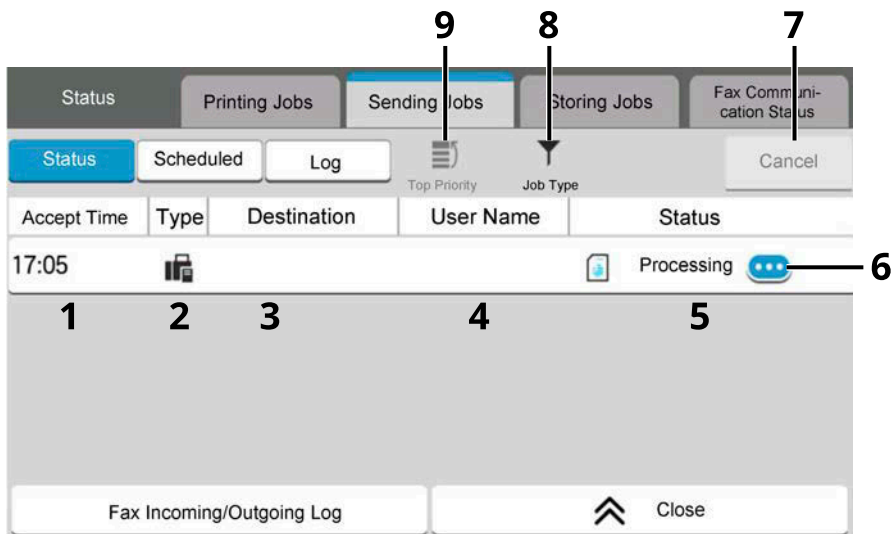 9 8 7
Status Printing Jobs Sending Jobs Storing Jobs Fax Communi-
cation Status
Status Scheduled Log Top Priority Job Type Cancel
Accept Time Type Destination User Name Status
17:05 Processing 6
1 2 3 4 5
Fax Incoming/Outgoing Log Close